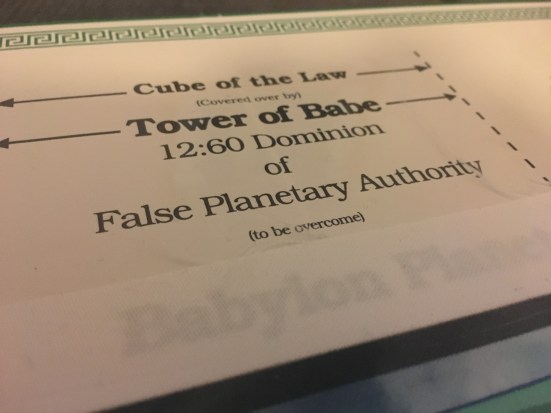 Cube of the Law
(Covered over by)
Tower of Babe
12:60 Dominion
of
False Planetary Authority
(to be overcome)
Babylon